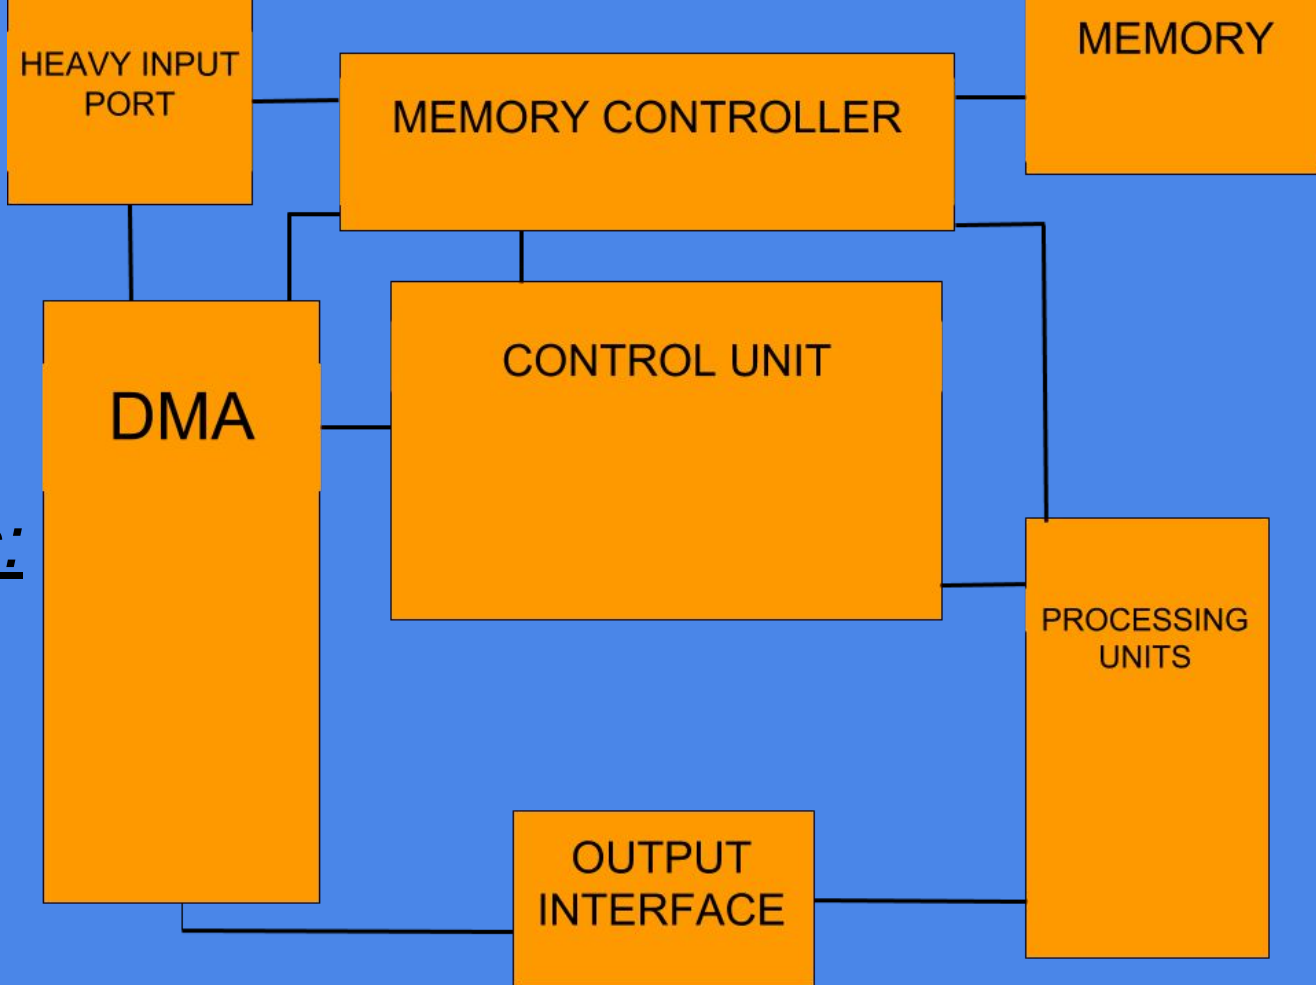 HEAVY INPUT
PORT
MEMORY CONTROLLER
MEMORY
CONTROL UNIT
DMA
PROCESSING
UNITS
OUTPUT
INTERFACE